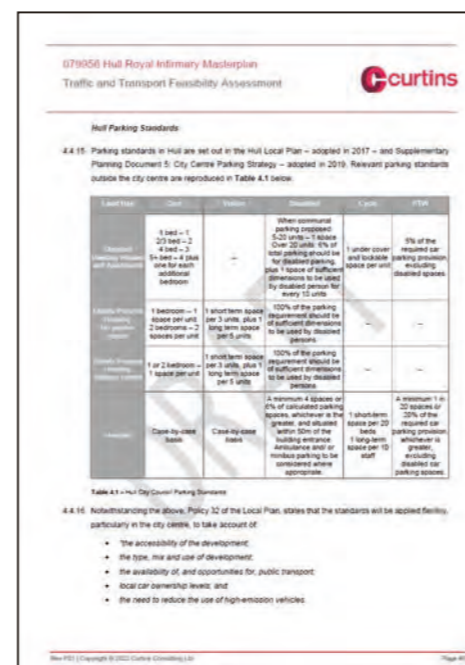 079956 Hull Royal Infirmary Masterplan
Traffic and Transport Feasibility Assessment
curtins
Hull Parking Standards
4.4.15 Parking standards in Hull are set out in the Hull Local Plan – adopted in 2017 – and Supplementary
Planning Document 5: City Centre Parking Strategy – adopted in 2019. Relevant parking standards
outside the city centre are reproduced in Table 4.1 below.
Land Use
Cars
Visitor
Disabled
Cycle
PTW
1 bed – 1
2/3 bed – 2
4 bed – 3
5+ bed – 4 plus
one for each
additional
bedroom
–
When communal
parking proposed:
5-20 units – 1 space
Over 20 units: 6% of
total parking should be
for disabled parking,
plus 1 space of sufficient
dimensions to be used
by disabled person for
every 10 units
1 under cover
and lockable
space per unit
5% of the
required car
parking provision,
excluding
disabled spaces.
1 bedroom – 1
space per unit
2 bedrooms – 2
spaces per unit
1 short term space
per 3 units, plus 1
long term space
per 5 units
100% of the parking
requirement should be
of sufficient dimensions
to be used by disabled
persons.
–
–
1 or 2 bedroom –
1 space per unit
1 short term space
per 3 units, plus 1
long term space
per 5 units
100% of the parking
requirement should be
of sufficient dimensions
to be used by disabled
persons.
–
–
Case-by-case
basis
Case-by-case
basis
A minimum 4 spaces or
6% of calculated parking
spaces, whichever is the
greater, and situated
within 50m of the
building entrance.
Ambulance and/ or
minibus parking to be
considered where
appropriate.
1 short-term
space per 20
beds
1 long-term
space per 10
staff
A minimum 1 in
20 spaces or
20% of the
required car
parking provision,
whichever is
greater,
excluding
disabled car
parking spaces.
DRAFT
Table 4.1 – Hull City Council Parking Standards
4.4.16 Notwithstanding the above, Policy 32 of the Local Plan, states that the standards will be applied flexibly,
particularly in the city centre, to take account of:
• "the accessibility of the development;
• the type, mix and use of development;
• the availability of, and opportunities for, public transport;
• local car ownership levels; and
• the need to reduce the use of high-emission vehicles.
Rev P01 | Copyright © 2022 Curtins Consulting Ltd